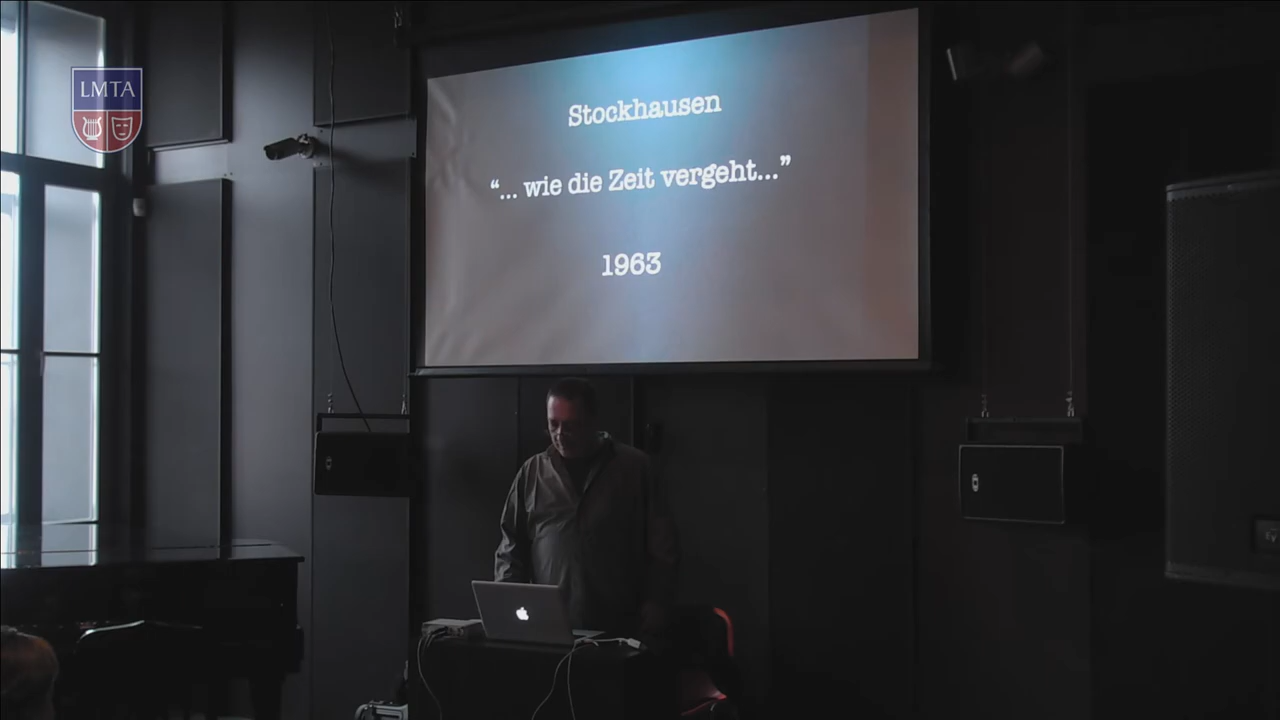 LMTA
Stockhausen
“... wie die Zeit vergeht...”
1963